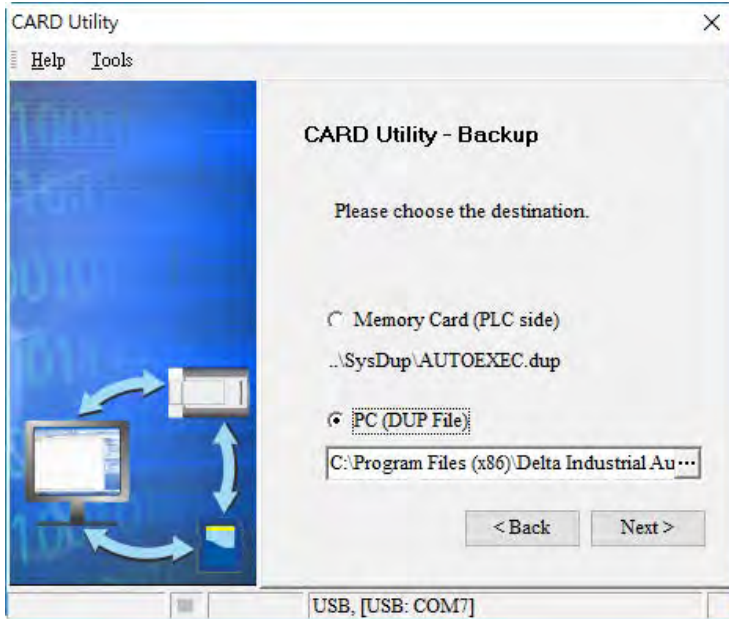 CARD Utility
Help Tools
CARD Utility - Backup
Please choose the destination.
Memory Card (PLC side)
..\SysDup\AUTOEXEC.dup
PC (DUP File)
C:\Program Files (x86)\Delta Industrial Au...
< Back Next >
USB, [USB: COM7]